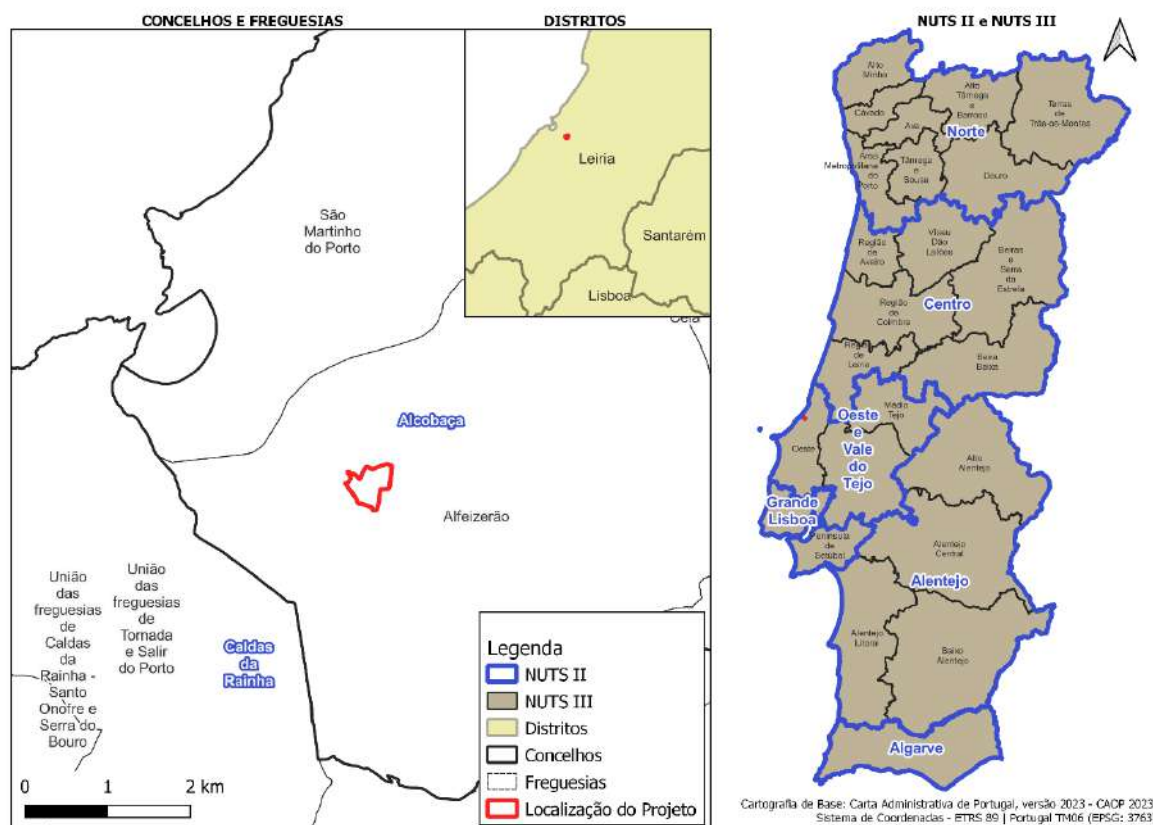 CONCELHOS E FREGUESIAS
DISTRITOS
NUTS II e NUTS III
São
Martinho
do Porto
Leiria
Santarém
Lisboa
Alcobaça
Alfeizerão
União
das
freguesias
de
Caldas
da
Rainha -
Santo
Onofre e
Serra do
Bouro
União
das
freguesias
de
Tornada
e Salir
do Porto
Caldas
da
Rainha
0 1 2 km
Legenda
NUTS II
NUTS III
Distritos
Concelhos
Freguesias
Localização do Projeto
Alto
Minho
Cávado
Ave
Alto
Tâmega
e
Barroso
Terras
de
Trás-os-Montes
Norte
Área
Metropolitana
do
Porto
Tâmega
e
Sousa
Douro
Região
de
Aveiro
Viseu
Dão
Lafões
Beiras
e
Serra
da
Estrela
Centro
Região
de Coimbra
Região
de
Leiria
Beira
Baixa
Médio
Tejo
Oeste
e
Vale
do
Tejo
Oeste
Alto
Alentejo
Grande
Lisboa
Península
de
Setúbal
Alentejo
Central
Alentejo
Alentejo
Litoral
Baixo
Alentejo
Algarve
Cartografia de Base: Carta Administrativa de Portugal, versão 2023 - CAOP 2023
Sistema de Coordenadas - ETRS 89 | Portugal TM06 (EPSG: 3763